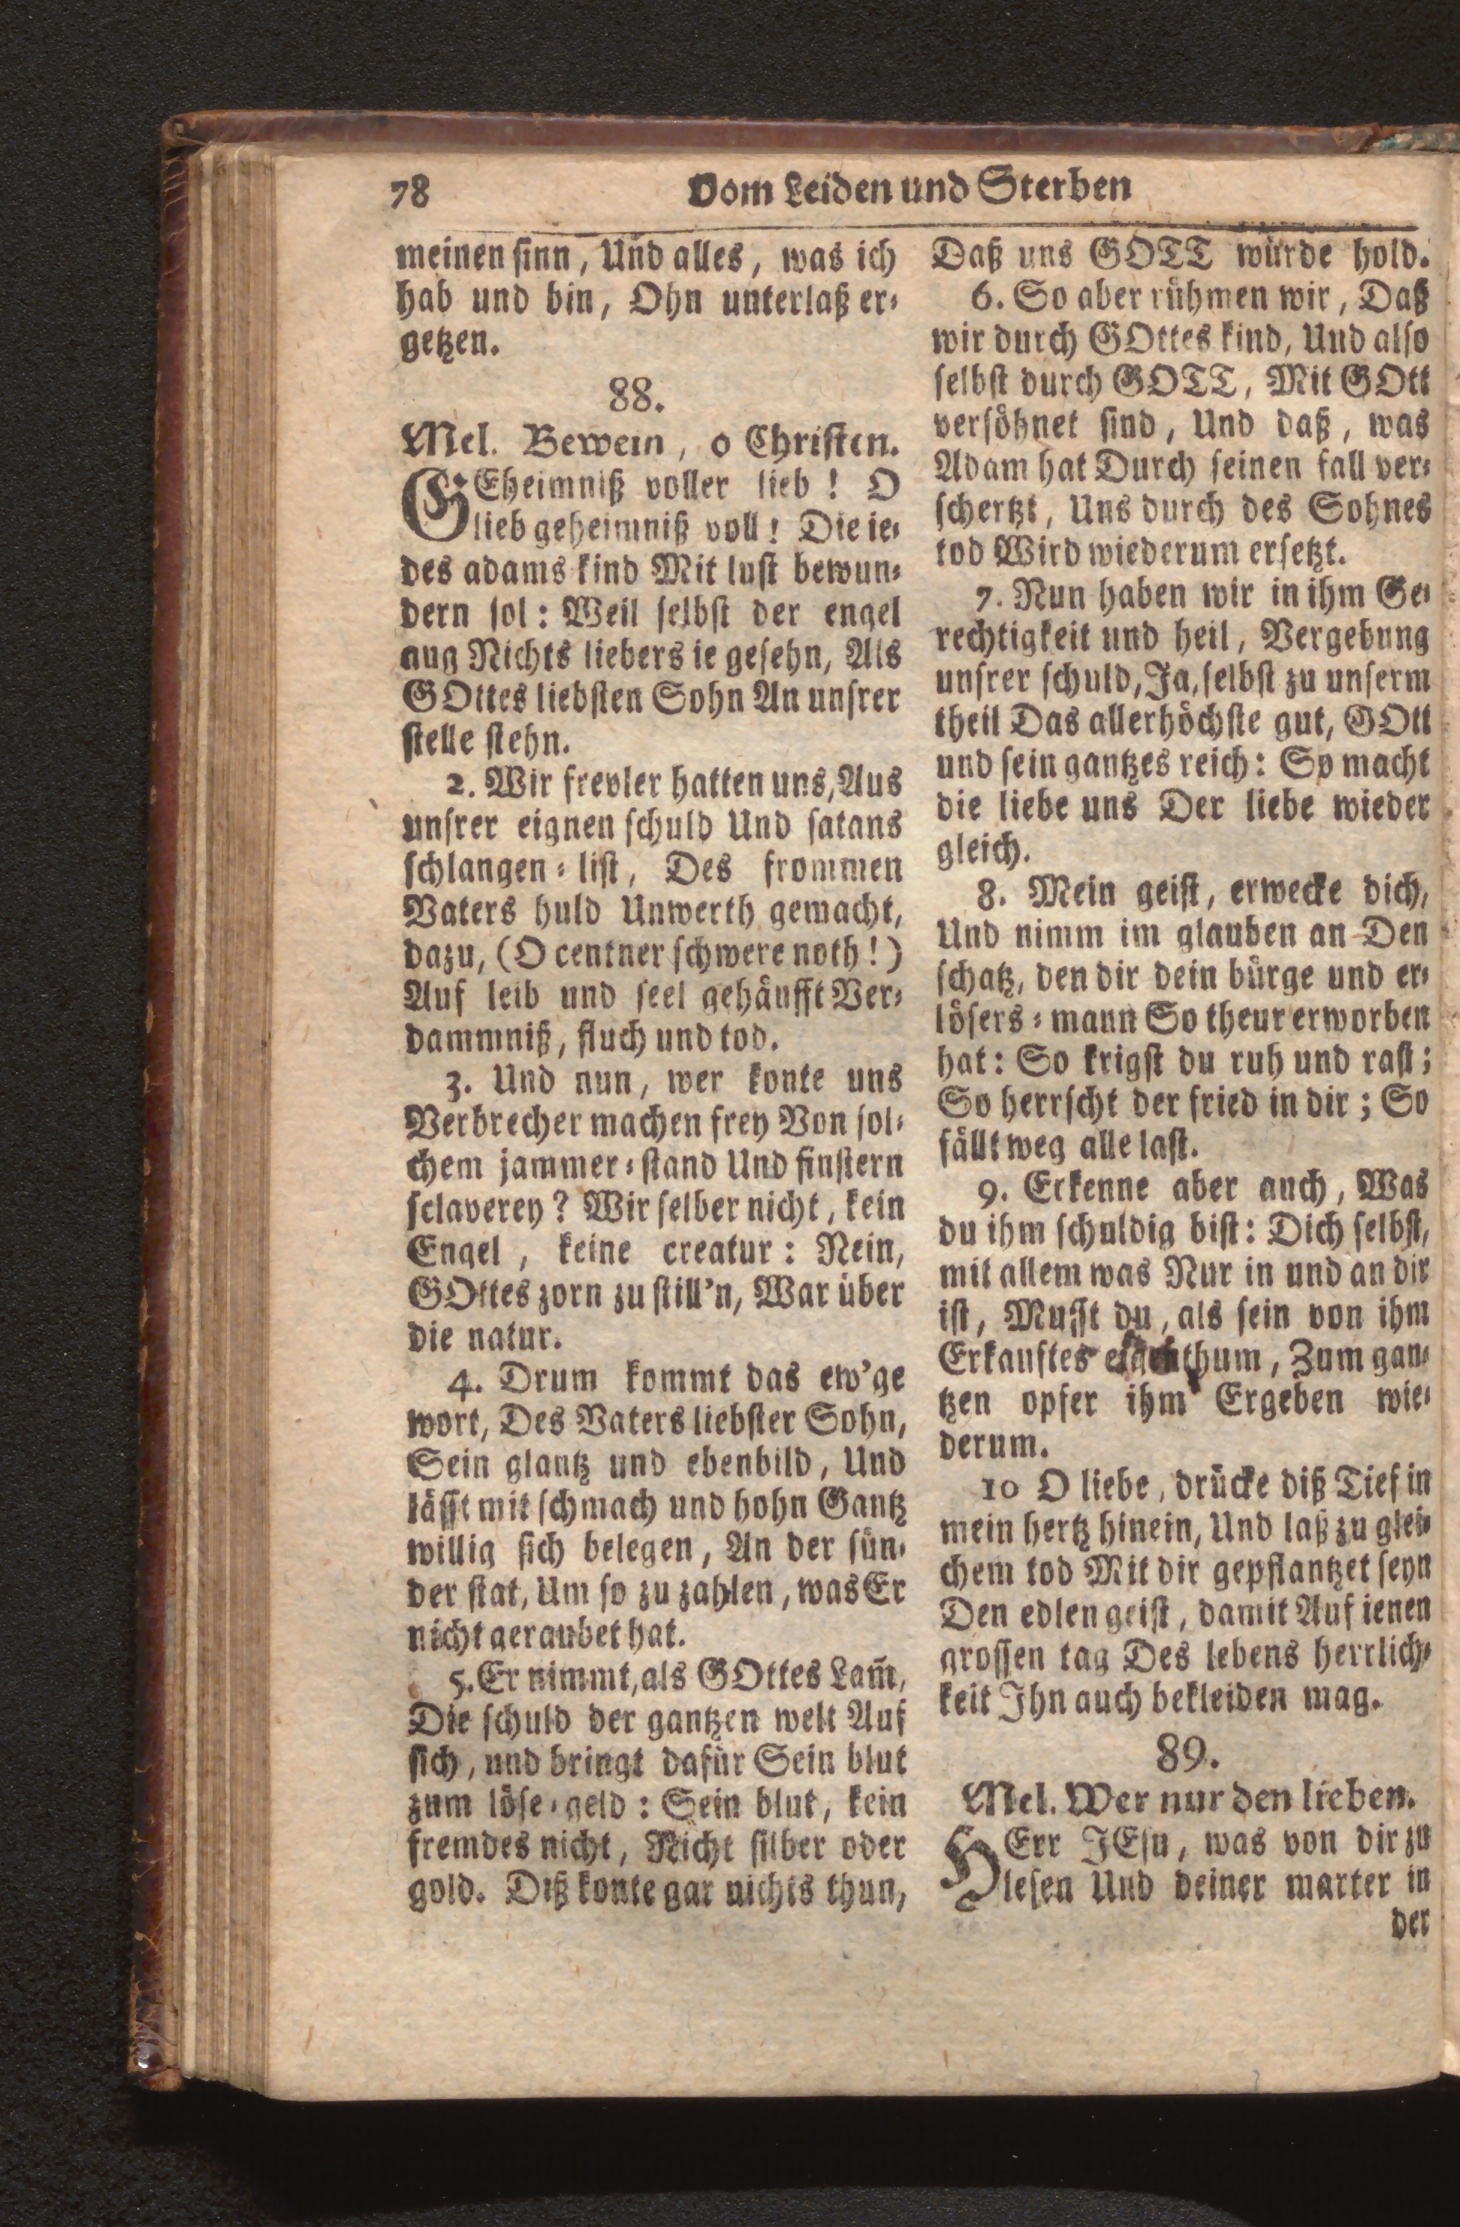 78
Vom Leiden und Sterben
meinen sinn, Und alles, was ich
hab und bin, Ohn unterlaß er-
getzen.
88.
Mel. Bewein, o Christen.
GEheimniß voller lieb! O
lieb geheimniß voll! Die ie-
des adams kind Mit lust bewun-
dern sol: Weil selbst der engel
aug Nichts liebers ie gesehn, Als
GOttes liebsten Sohn An unsrer
stelle stehn.
2. Wir frevler hatten uns, Aus
unsrer eignen schuld Und satans
schlangen-list, Des frommen
Vaters huld Unwerth gemacht,
dazu, (O centner schwere noth!)
Auf leib und seel gehäufft Ver-
dammniß, fluch und tod.
3. Und nun, wer konte uns
Verbrecher machen frey Von sol-
chem jammer-stand Und finstern
sclaverey? Wir selber nicht, kein
Engel, keine creatur: Nein,
GOttes zorn zu still'n, War über
die natur.
4. Drum kommt das ew'ge
wort, Des Vaters liebster Sohn,
Sein glantz und ebenbild, Und
lässt mit schmach und hohn Gantz
willig sich belegen, An der sün-
der stat, Um so zu zahlen, was Er
nicht geraubet hat.
5. Er nimmt, als GOttes Lam̃,
Die schuld der gantzen welt Auf
sich, und bringt dafür Sein blut
zum löse-geld: Sein blut, kein
fremdes nicht, Nicht silber oder
gold. Diß konte gar nichts thun,
Daß uns GOTT würde hold.
6. So aber rühmen wir, Daß
wir durch GOttes kind, Und also
selbst durch GOTT, Mit GOtt
versöhnet sind, Und daß, was
Adam hat Durch seinen fall ver-
schertzt, Uns durch des Sohnes
tod Wird wiederum ersetzt.
7. Nun haben wir in ihm Ge-
rechtigkeit und heil, Vergebung
unsrer schuld, Ja, selbst zu unserm
theil Das allerhöchste gut, GOtt
und sein gantzes reich: So macht
die liebe uns Der liebe wieder
gleich.
8. Mein geist, erwecke dich,
Und nimm im glauben an Den
schatz, den dir dein bürge und er-
lösers-mann So theur erworben
hat: So krigst du ruh und rast;
So herrscht der fried in dir; So
fällt weg alle last.
9. Erkenne aber auch, Was
du ihm schuldig bist: Dich selbst,
mit allem was Nur in und an dir
ist, Musst du, als sein von ihm
Erkauftes eigenthum, Zum gan-
tzen opfer ihm Ergeben wie-
derum.
10 O liebe, drücke diß Tief in
mein hertz hinein, Und laß zu glei-
chem tod Mit dir gepflantzet seyn
Den edlen geist, damit Auf ienen
grossen tag Des lebens herrlich-
keit Ihn auch bekleiden mag.
89.
Mel. Wer nur den lieben.
HErr JEsu, was von dir zu
lesen Und deiner marter in
der